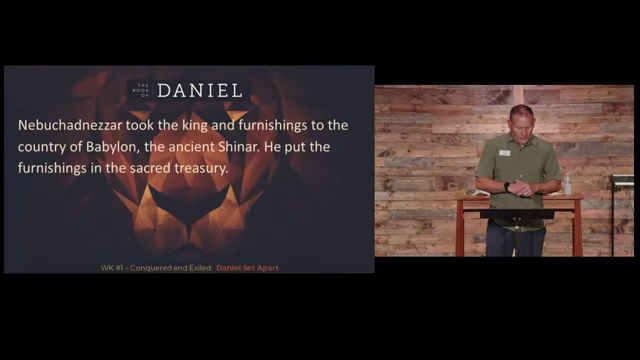 THE
BOOK
OF
DANIEL
Nebuchadnezzar took the king and furnishings to the
country of Babylon, the ancient Shinar. He put the
furnishings in the sacred treasury.
WK #1 – Conquered and Exiled: Daniel Set Apart